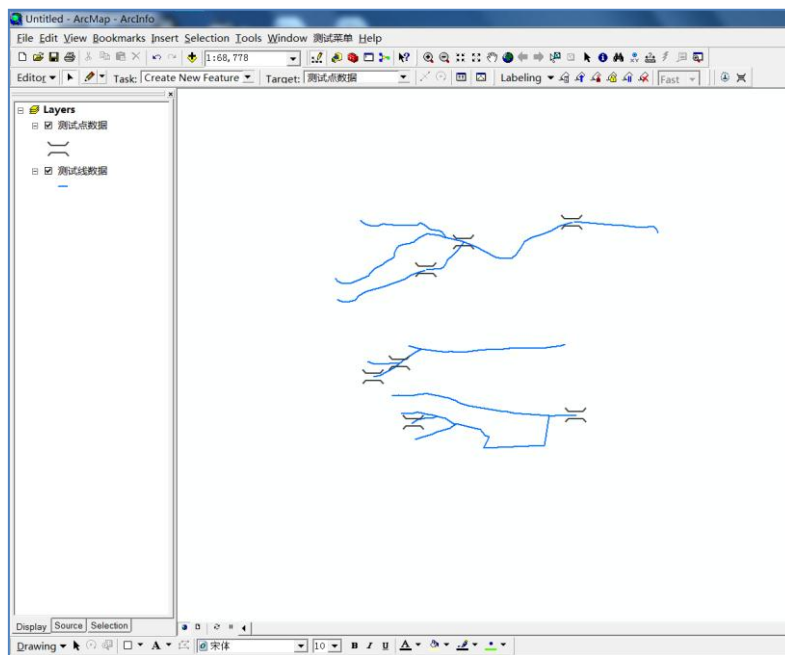 Untitled - ArcMap - ArcInfo
File Edit View Bookmarks Insert Selection Tools Window 测试菜单 Help
1:68,778
Editor Task: Create New Feature Target: 测试点数据 Labeling Fast
Layers
测试点数据
测试线数据
Display Source Selection
Drawing A 宋体 10 B I U A